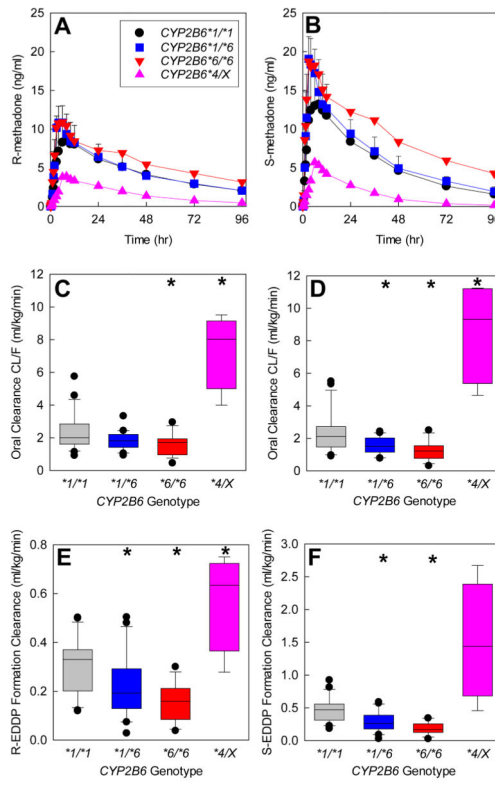 A
CYP2B6*1/*1
CYP2B6*1/*6
CYP2B6*6/*6
CYP2B6*4/X
R-methadone (ng/ml)
25
20
15
10
5
0
0 24 48 72 96
Time (hr)
B
S-methadone (ng/ml)
25
20
15
10
5
0
0 24 48 72 96
Time (hr)
C
* *
Oral Clearance CL/F (ml/kg/min)
12
10
8
6
4
2
0
*1/*1 *1/*6 *6/*6 *4/X
CYP2B6 Genotype
D
* * *
Oral Clearance CL/F (ml/kg/min)
12
10
8
6
4
2
0
*1/*1 *1/*6 *6/*6 *4/X
CYP2B6 Genotype
E
* * *
R-EDDP Formation Clearance (ml/kg/min)
0.8
0.6
0.4
0.2
0.0
*1/*1 *1/*6 *6/*6 *4/X
CYP2B6 Genotype
F
* *
S-EDDP Formation Clearance (ml/kg/min)
3.0
2.5
2.0
1.5
1.0
0.5
0.0
*1/*1 *1/*6 *6/*6 *4/X
CYP2B6 Genotype